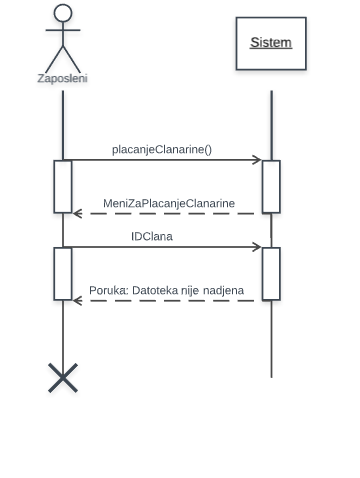 Zaposleni
Sistem
placanjeClanarine()
MeniZaPlacanjeClanarine
IDClana
Poruka: Datoteka nije nadjena